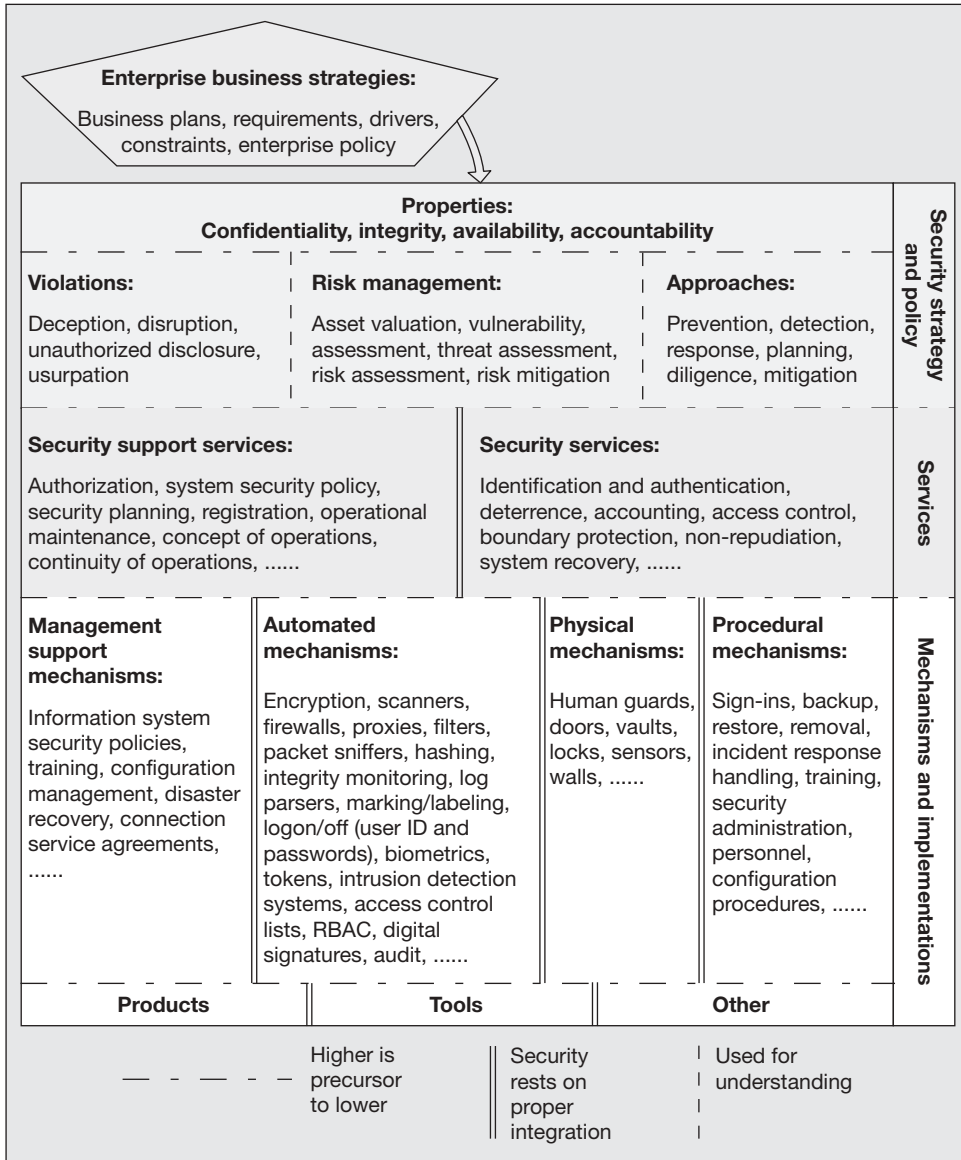 Enterprise business strategies:
Business plans, requirements, drivers,
constraints, enterprise policy
Properties:
Confidentiality, integrity, availability, accountability
Violations:
Deception, disruption,
unauthorized disclosure,
usurpation
Risk management:
Asset valuation, vulnerability,
assessment, threat assessment,
risk assessment, risk mitigation
Approaches:
Prevention, detection,
response, planning,
diligence, mitigation
Security strategy
and policy
Security support services:
Authorization, system security policy,
security planning, registration, operational
maintenance, concept of operations,
continuity of operations, ......
Security services:
Identification and authentication,
deterrence, accounting, access control,
boundary protection, non-repudiation,
system recovery, ......
Services
Management
support
mechanisms:
Information system
security policies,
training, configuration
management, disaster
recovery, connection
service agreements,
......
Automated
mechanisms:
Encryption, scanners,
firewalls, proxies, filters,
packet sniffers, hashing,
integrity monitoring, log
parsers, marking/labeling,
logon/off (user ID and
passwords), biometrics,
tokens, intrusion detection
systems, access control
lists, RBAC, digital
signatures, audit, ......
Physical
mechanisms:
Human guards,
doors, vaults,
locks, sensors,
walls, ......
Procedural
mechanisms:
Sign-ins, backup,
restore, removal,
incident response
handling, training,
security
administration,
personnel,
configuration
procedures, ......
Mechanisms and implementations
Products
Tools
Other
Higher is
precursor
to lower
Security
rests on
proper
integration
Used for
understanding